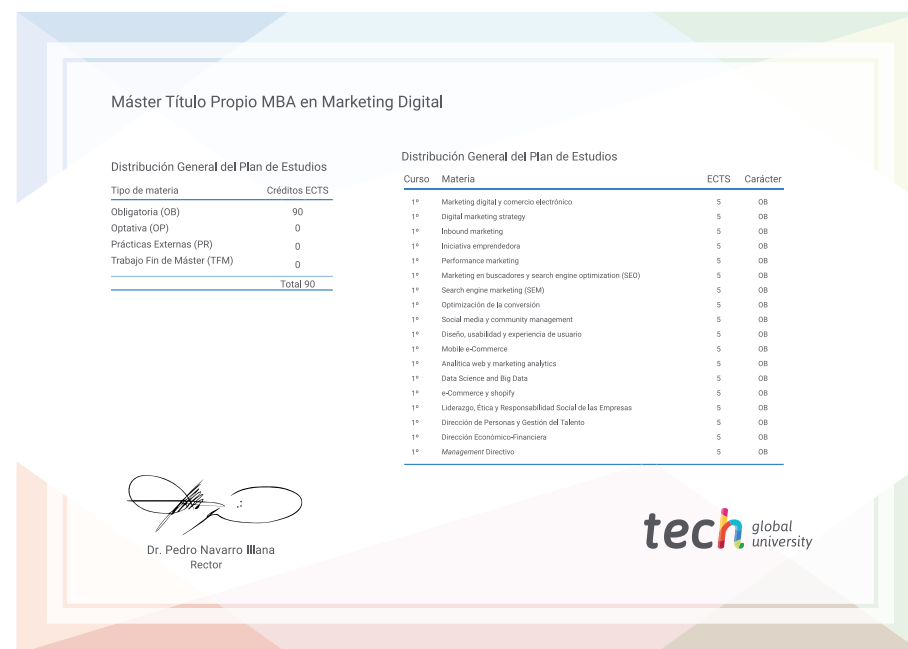 Máster Título Propio MBA en Marketing Digital
Distribución General del Plan de Estudios
Tipo de materia Créditos ECTS
Obligatoria (OB) 90
Optativa (OP) 0
Prácticas Externas (PR) 0
Trabajo Fin de Máster (TFM) 0
Total 90
Distribución General del Plan de Estudios
Curso Materia ECTS Carácter
1º Marketing digital y comercio electrónico 5 OB
1º Digital marketing strategy 5 OB
1º Inbound marketing 5 OB
1º Iniciativa emprendedora 5 OB
1º Performance marketing 5 OB
1º Marketing en buscadores y search engine optimization (SEO) 5 OB
1º Search engine marketing (SEM) 5 OB
1º Optimización de la conversión 5 OB
1º Social media y community management 5 OB
1º Diseño, usabilidad y experiencia de usuario 5 OB
1º Mobile e-Commerce 5 OB
1º Analítica web y marketing analytics 5 OB
1º Data Science and Big Data 5 OB
1º e-Commerce y shopify 5 OB
1º Liderazgo, Ética y Responsabilidad Social de las Empresas 5 OB
1º Dirección de Personas y Gestión del Talento 5 OB
1º Dirección Económico-Financiera 5 OB
1º Management Directivo 5 OB
Dr. Pedro Navarro Illana
Rector
tech global
university